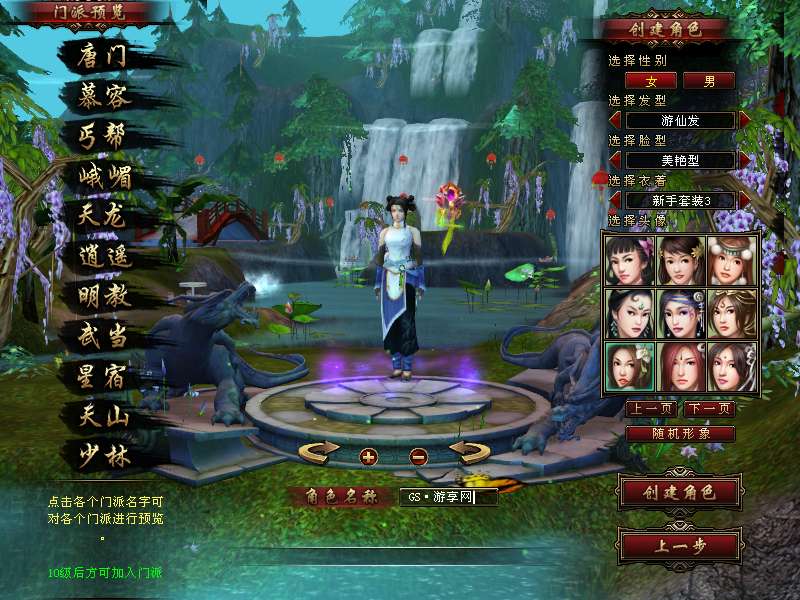 门派预览
唐门
慕容
丐帮
峨嵋
天龙
逍遥
明教
武当
星宿
天山
少林
点击各个门派名字可
对各个门派进行预览
。
10级后方可加入门派
角色名称
GS·游享网
创建角色
选择性别
女 男
选择发型
游仙发
选择脸型
美艳型
选择衣著
新手套装3
选择头像
上一页 下一页
随机形象
创建角色
上一步